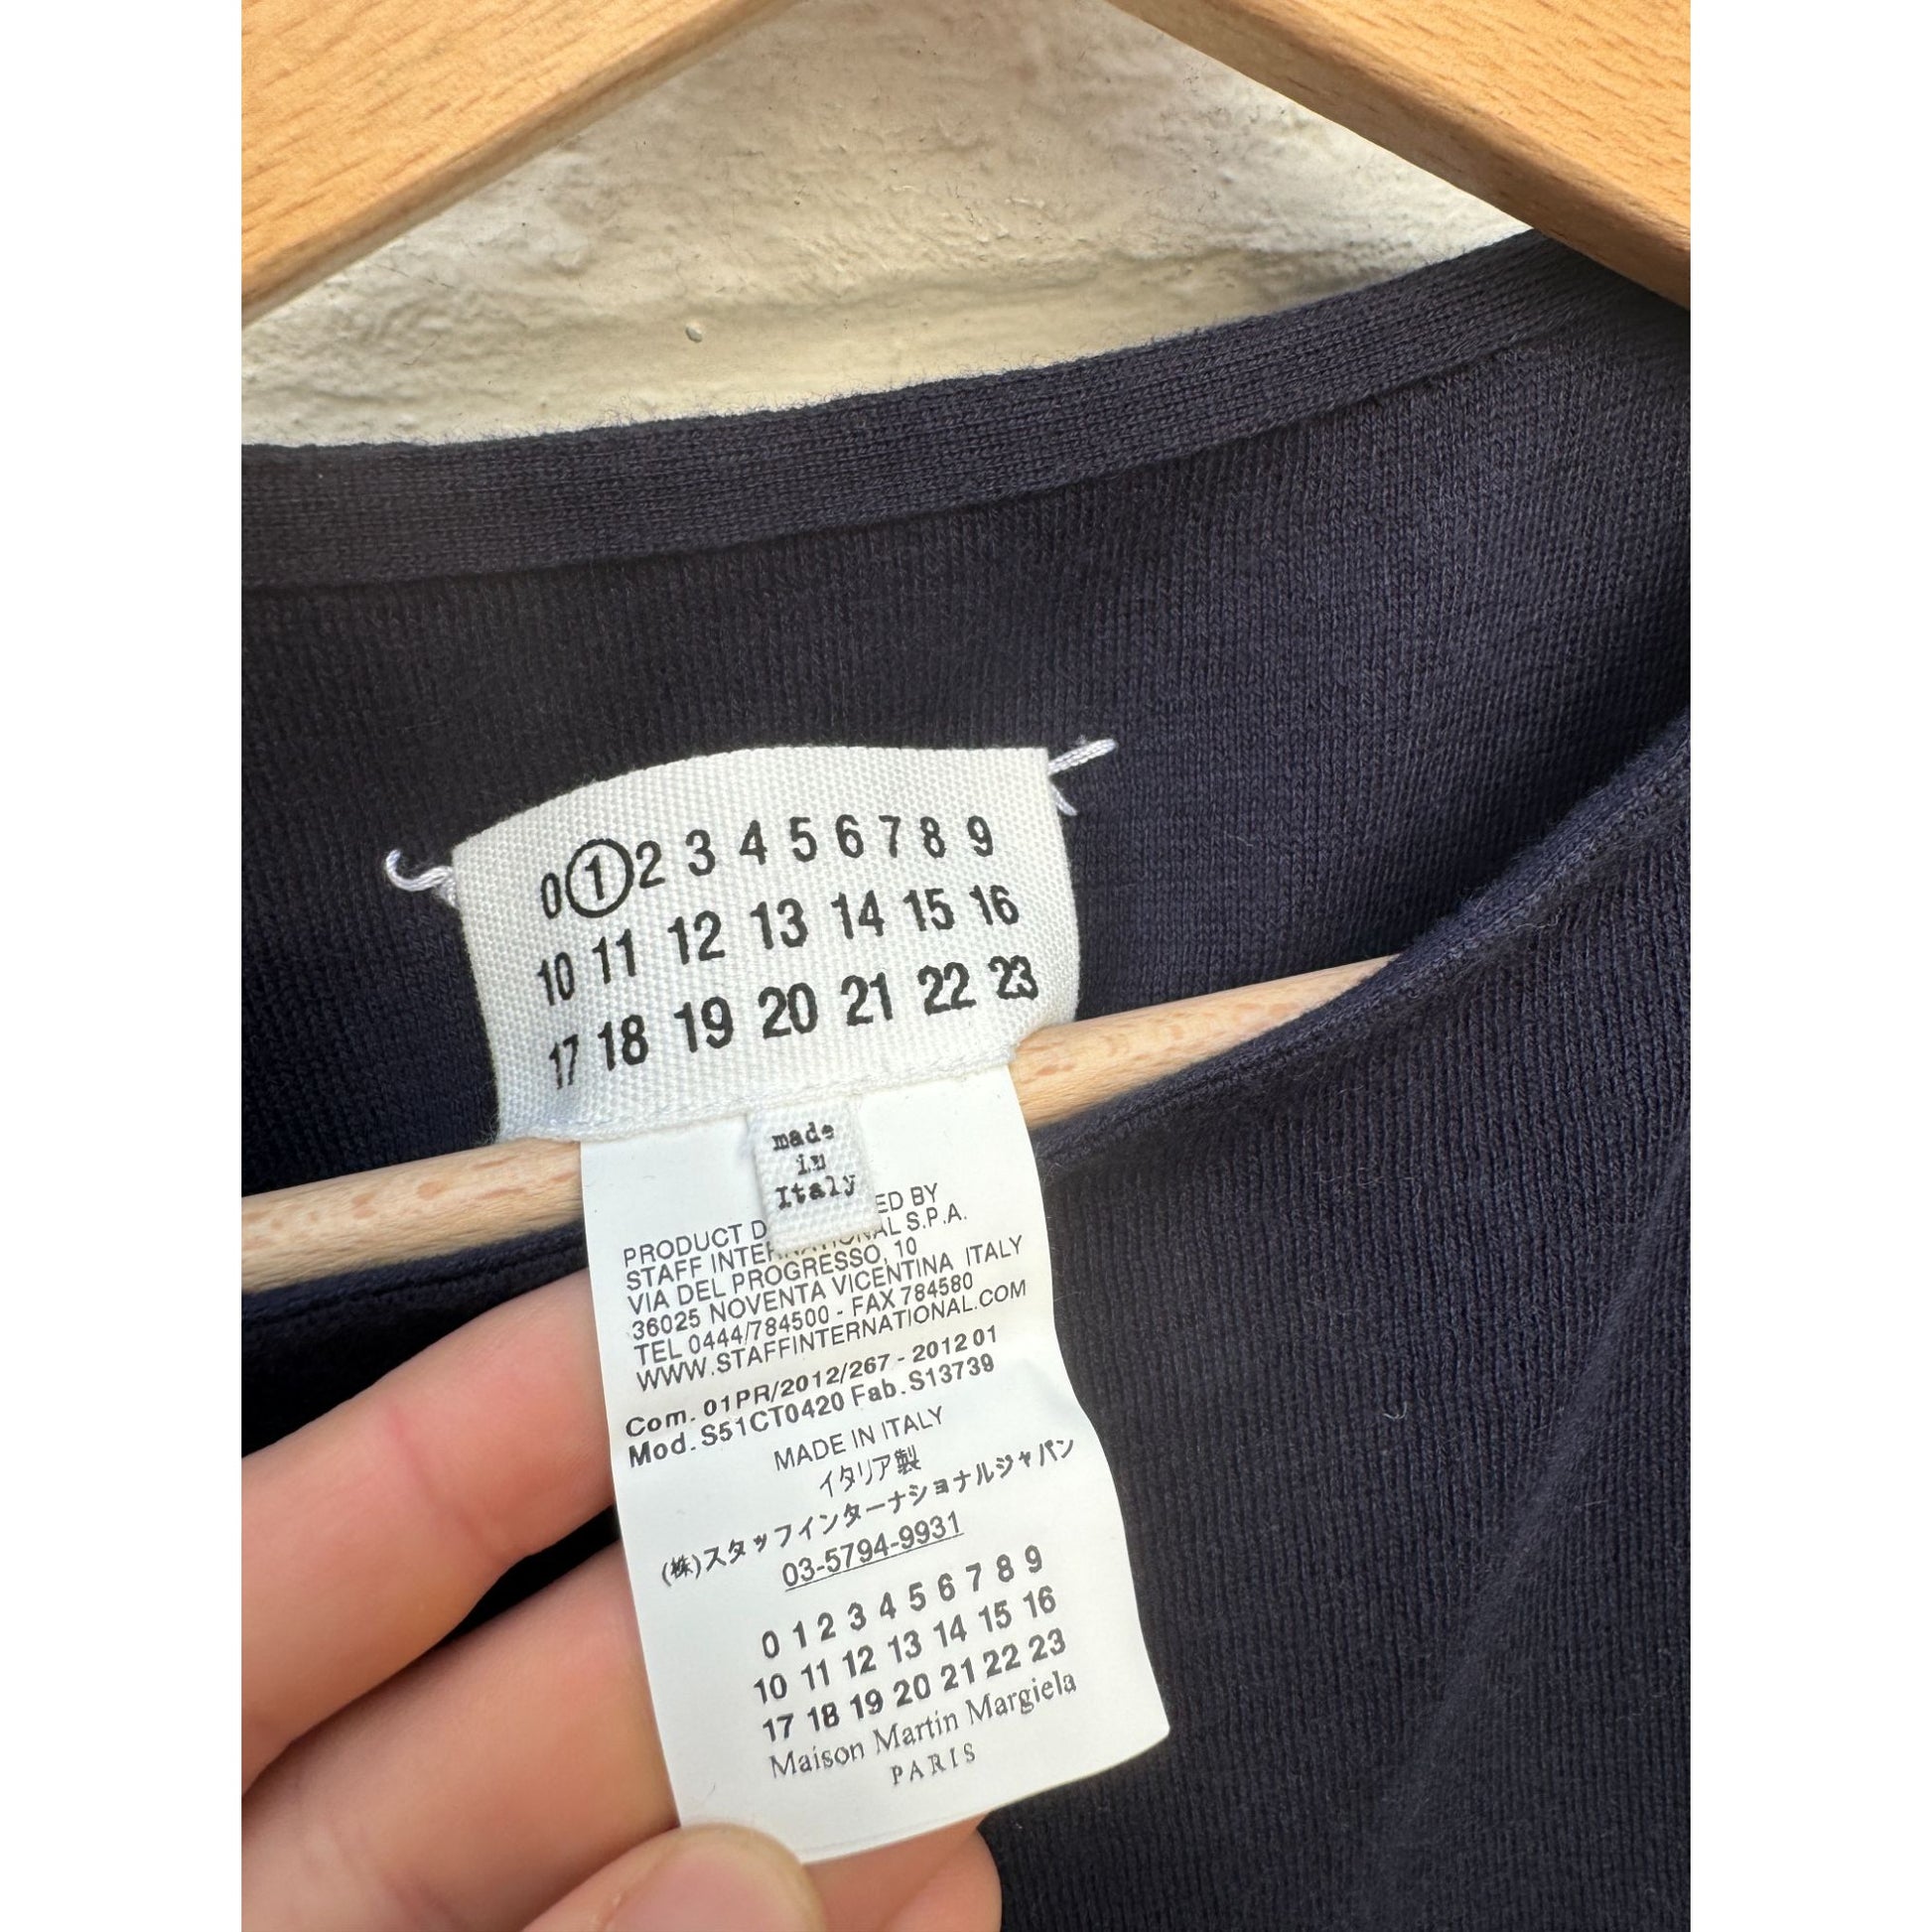 0 1 2 3 4 5 6 7 8 9
10 11 12 13 14 15 16
17 18 19 20 21 22 23
made
in
Italy
PRODUCT D ED BY
STAFF INTERNATIONAL S.P.A.
VIA DEL PROGRESSO, 10
36025 NOVENTA VICENTINA ITALY
TEL 0444/784500 - FAX 784580
WWW.STAFFINTERNATIONAL.COM
Com. 01PR/2012/267 - 2012 01
Mod. S51CT0420 Fab. S13739
MADE IN ITALY
イタリア製
(株)スタッフインターナショナルジャパン
03-5794-9931
0 1 2 3 4 5 6 7 8 9
10 11 12 13 14 15 16
17 18 19 20 21 22 23
Maison Martin Margiela
PARIS